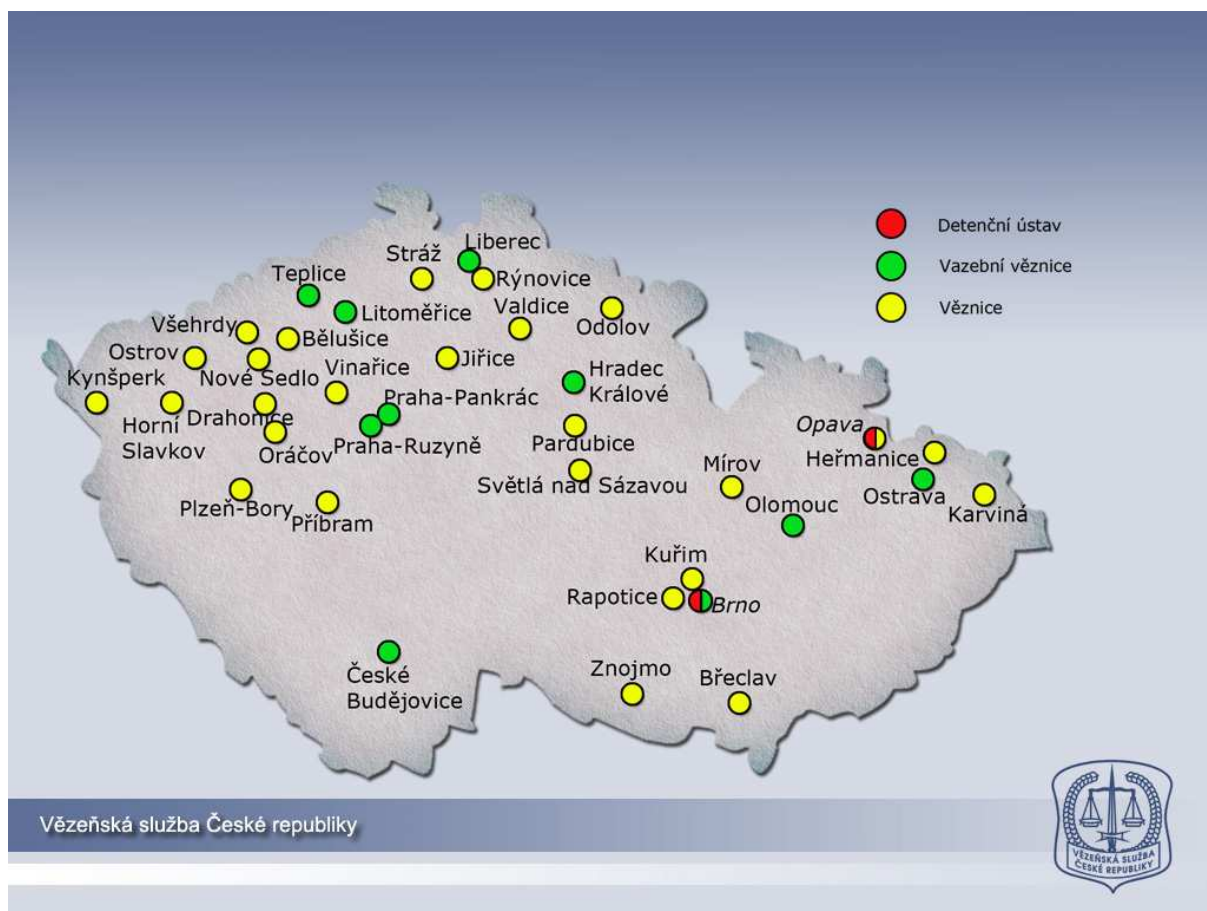 Detenční ústav
Vazební věznice
Věznice
Liberec
Stráž
Teplice
Rýnovice
Valdice
Litoměřice
Odolov
Všehrdy
Bělušice
Ostrov
Jiřice
Vinařice
Hradec
Králové
Kynšperk
Nové Sedlo
Praha-Pankrác
Drahonice
Horní
Slavkov
Opava
Praha-Ruzyně
Pardubice
Oráčov
Heřmanice
Mírov
Světlá nad Sázavou
Ostrava
Olomouc
Plzeň-Bory
Karviná
Příbram
Kuřim
Rapotice
Brno
České
Budějovice
Znojmo
Břeclav
Vězeňská služba České republiky
VĚZEŇSKÁ SLUŽBA
ČESKÉ REPUBLIKY